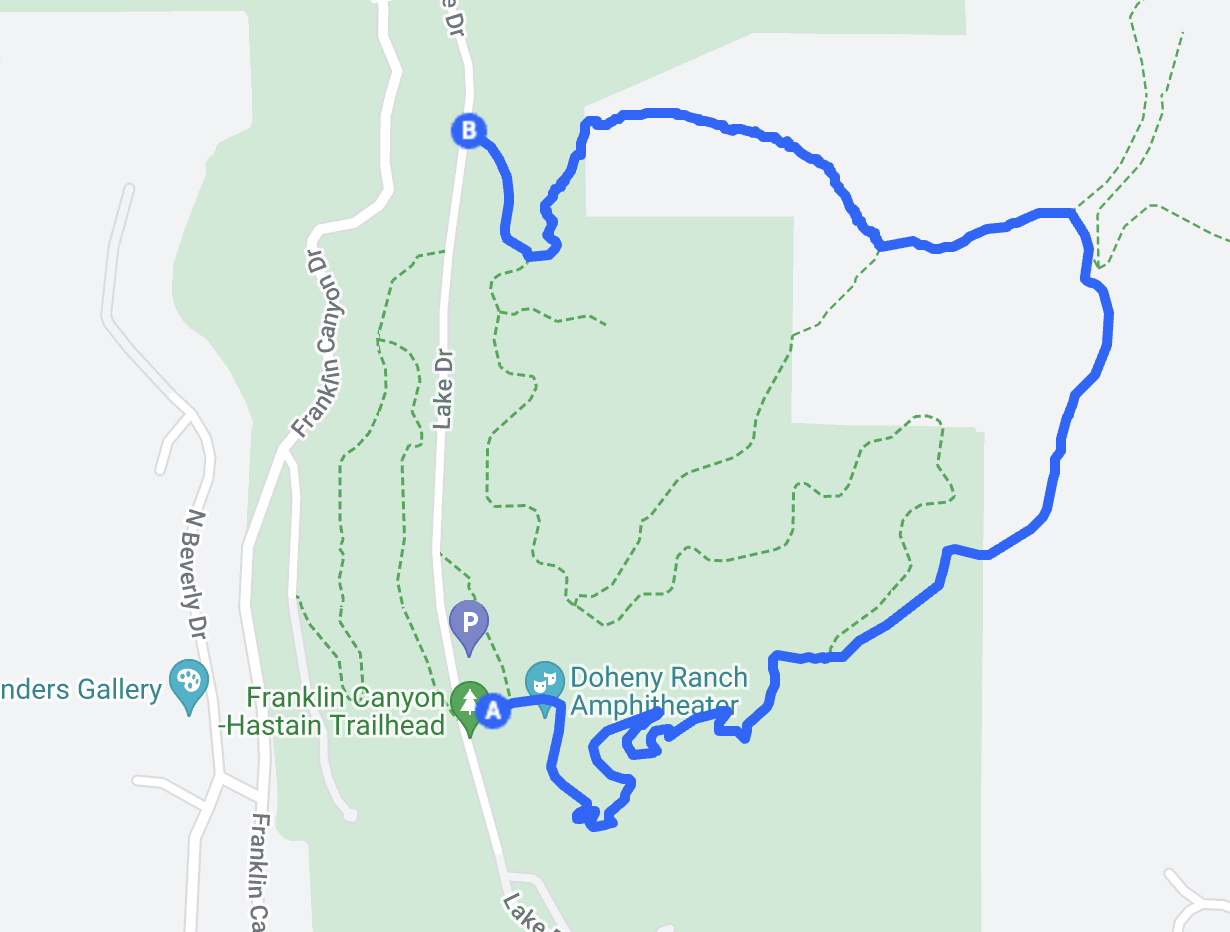 e Dr
B
Franklin Canyon Dr
Lake Dr
N Beverly Dr
P
nders Gallery
Franklin Canyon
-Hastain Trailhead
A
Doheny Ranch
Amphitheater
Franklin Ca
Lake